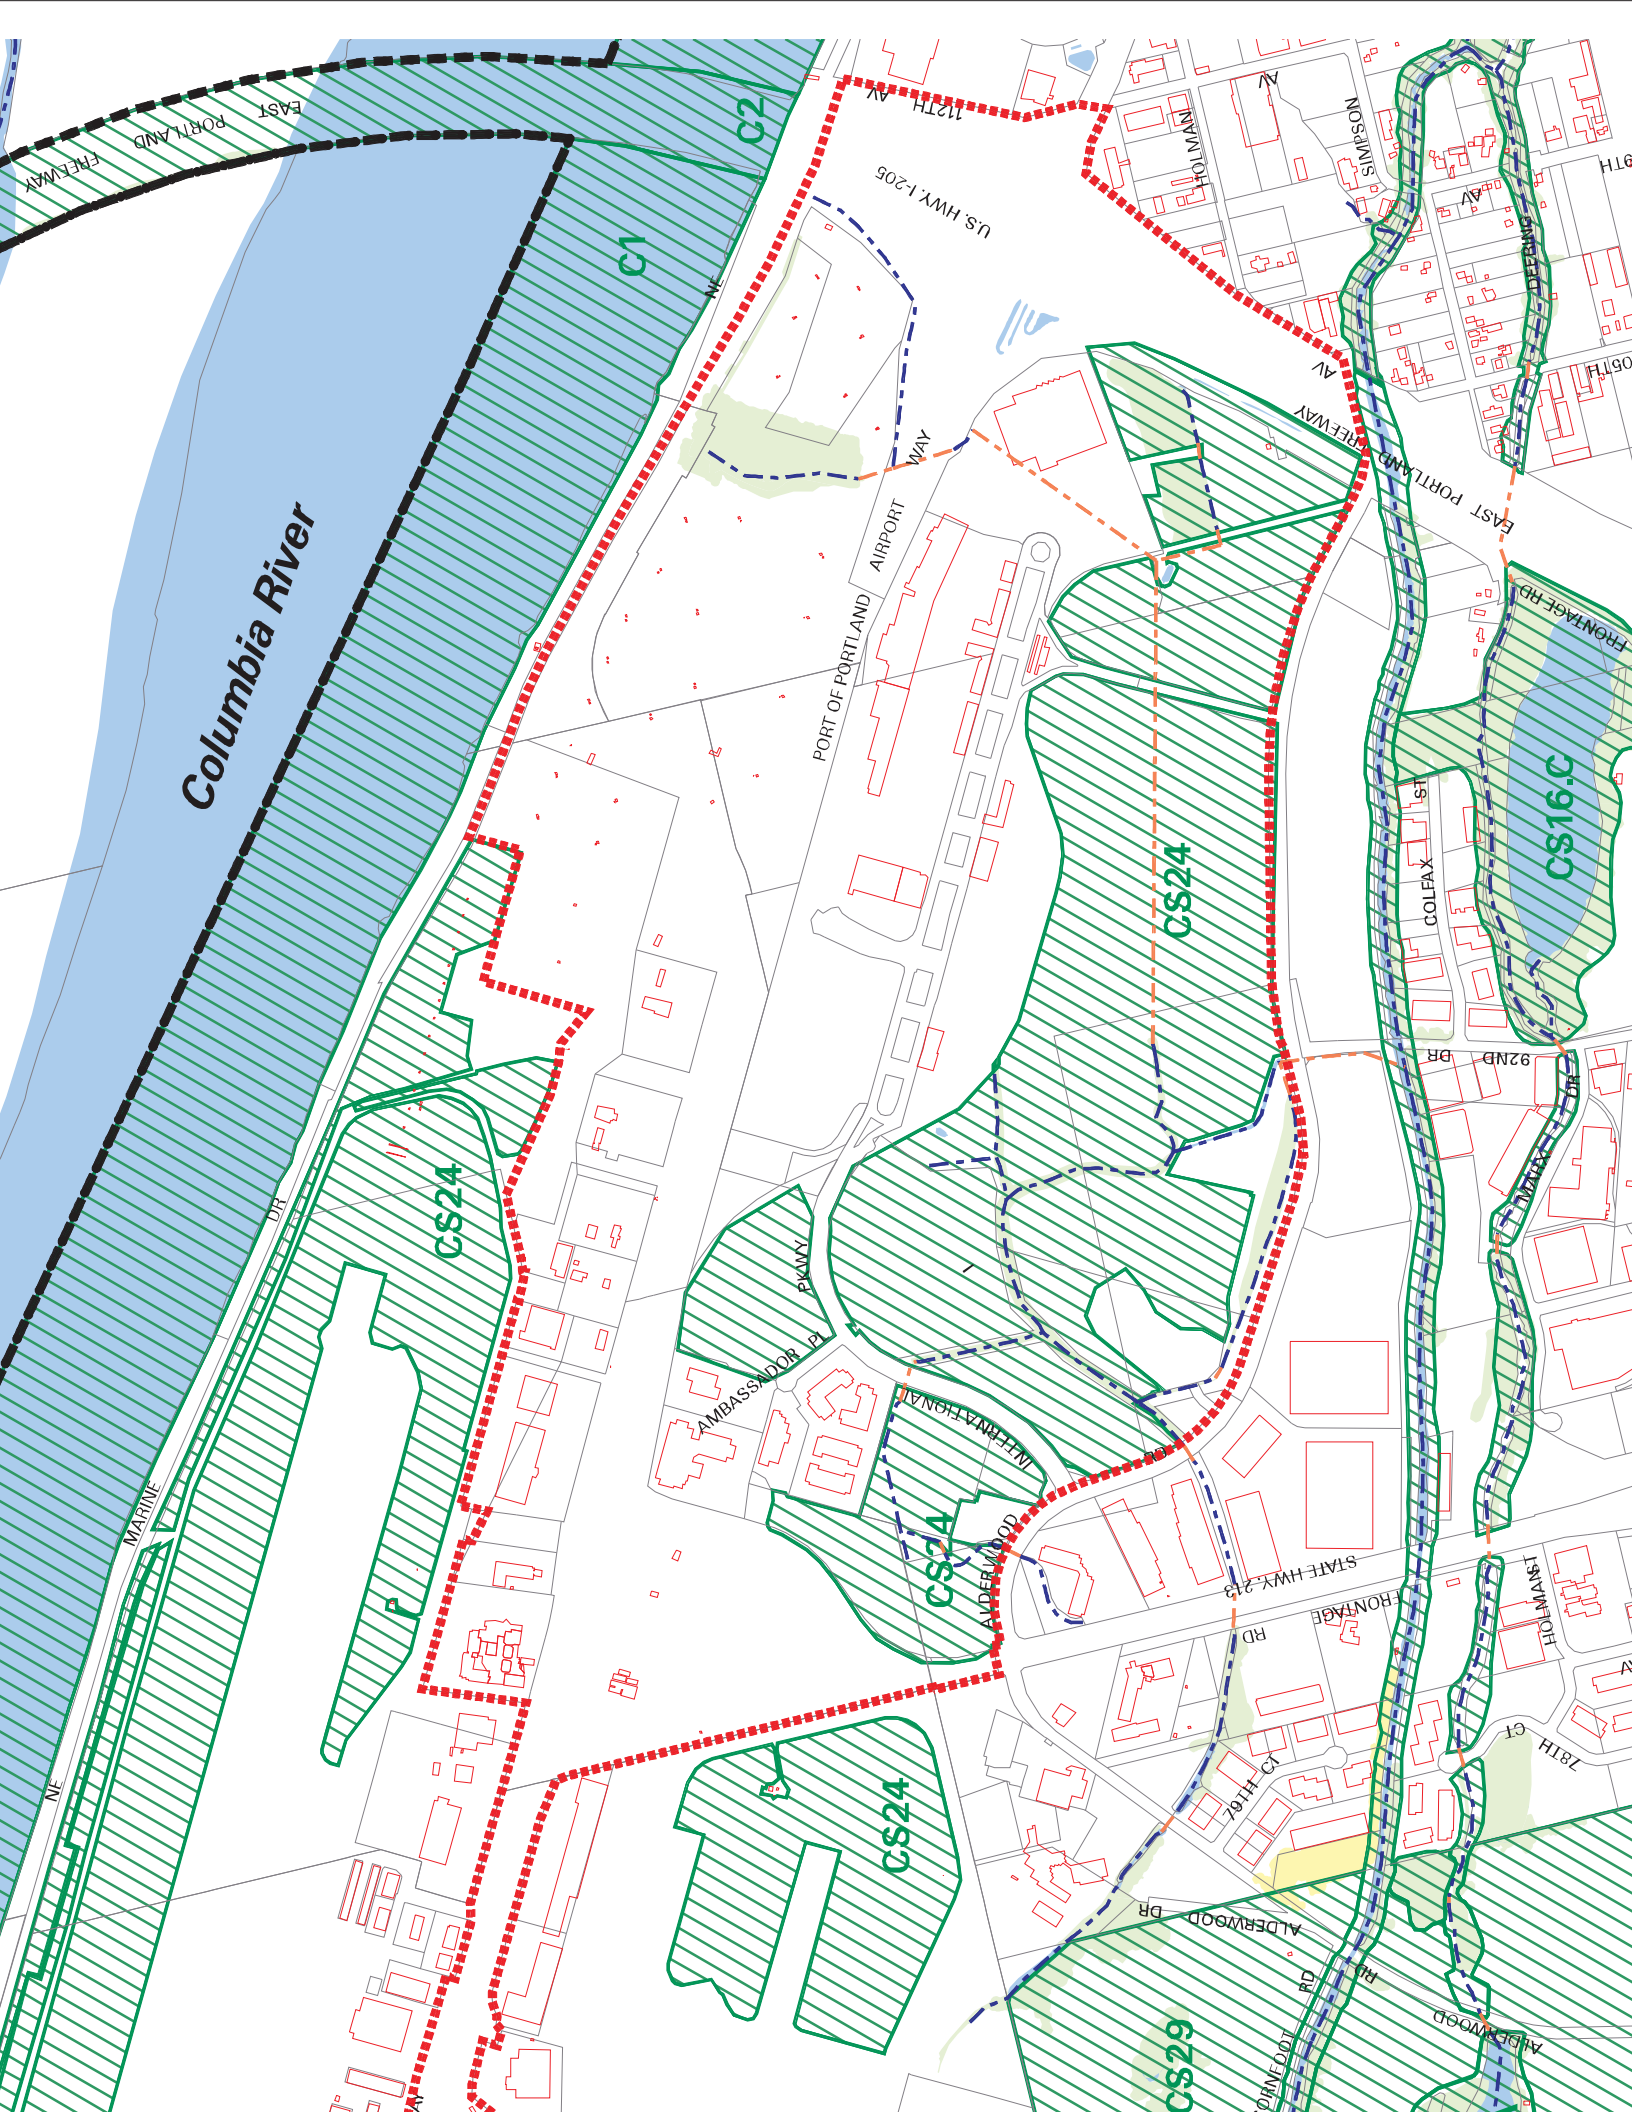 EAST
PORTLAND
FREEWAY
C2
C1
NE
AV
112TH
U.S. HWY, I-205
HOLMAN
AV
SIMPSON
AV
DEERING
AV
FREEWAY
EAST PORTLAND
WAY
AIRPORT
PORT OF PORTLAND
Columbia River
FRONTAGE RD
CS16.C
ST
COLFAX
CS24
DR
92ND
DR
MARX
CS24
DR
PKWY
I
AMBASSADOR PL
INTERNATIONAL
RD
CS24
ALDERWOOD
MARINE
STATE HWY. 213
FRONTAGE
RD
HOLMAN
ST
NE
CS24
79TH CT
78TH
CT
DR
ALDERWOOD
RD
RD
ALDERWOOD
CS29